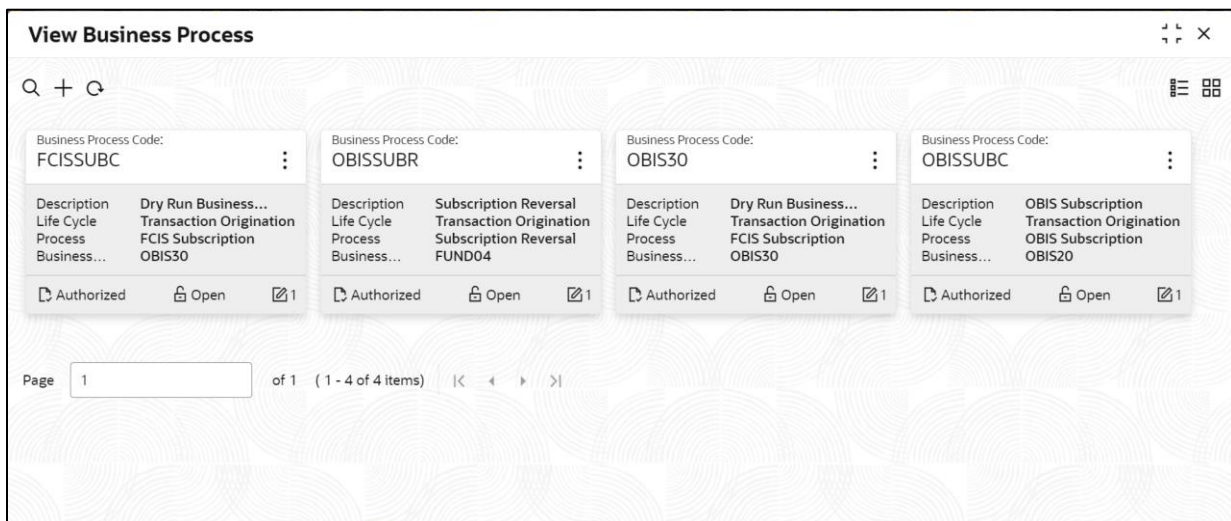 View Business Process
Business Process Code:
FCISSUBC
Description Dry Run Business...
Life Cycle Transaction Origination
Process FCIS Subscription
Business... OBIS30
Authorized Open 1
Business Process Code:
OBISSUBR
Description Subscription Reversal
Life Cycle Transaction Origination
Process Subscription Reversal
Business... FUND04
Authorized Open 1
Business Process Code:
OBIS30
Description Dry Run Business...
Life Cycle Transaction Origination
Process FCIS Subscription
Business... OBIS30
Authorized Open 1
Business Process Code:
OBISSUBC
Description OBIS Subscription
Life Cycle Transaction Origination
Process OBIS Subscription
Business... OBIS20
Authorized Open 1
Page 1 of 1 ( 1 - 4 of 4 items)